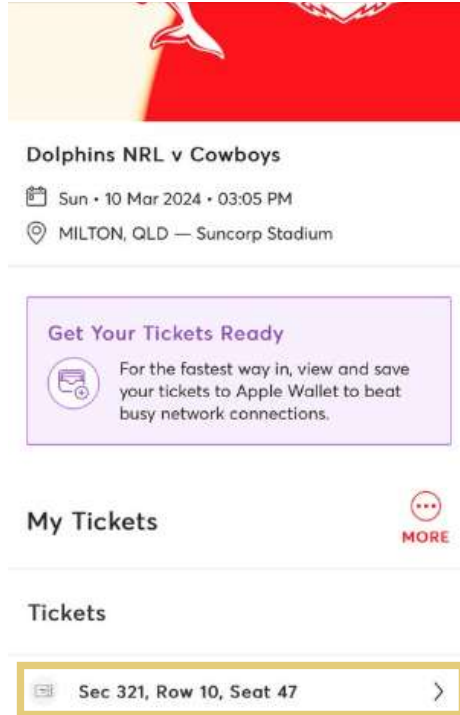 Dolphins NRL v Cowboys
Sun • 10 Mar 2024 • 03:05 PM
MILTON, QLD — Suncorp Stadium
Get Your Tickets Ready
For the fastest way in, view and save
your tickets to Apple Wallet to beat
busy network connections.
My Tickets
MORE
Tickets
Sec 321, Row 10, Seat 47